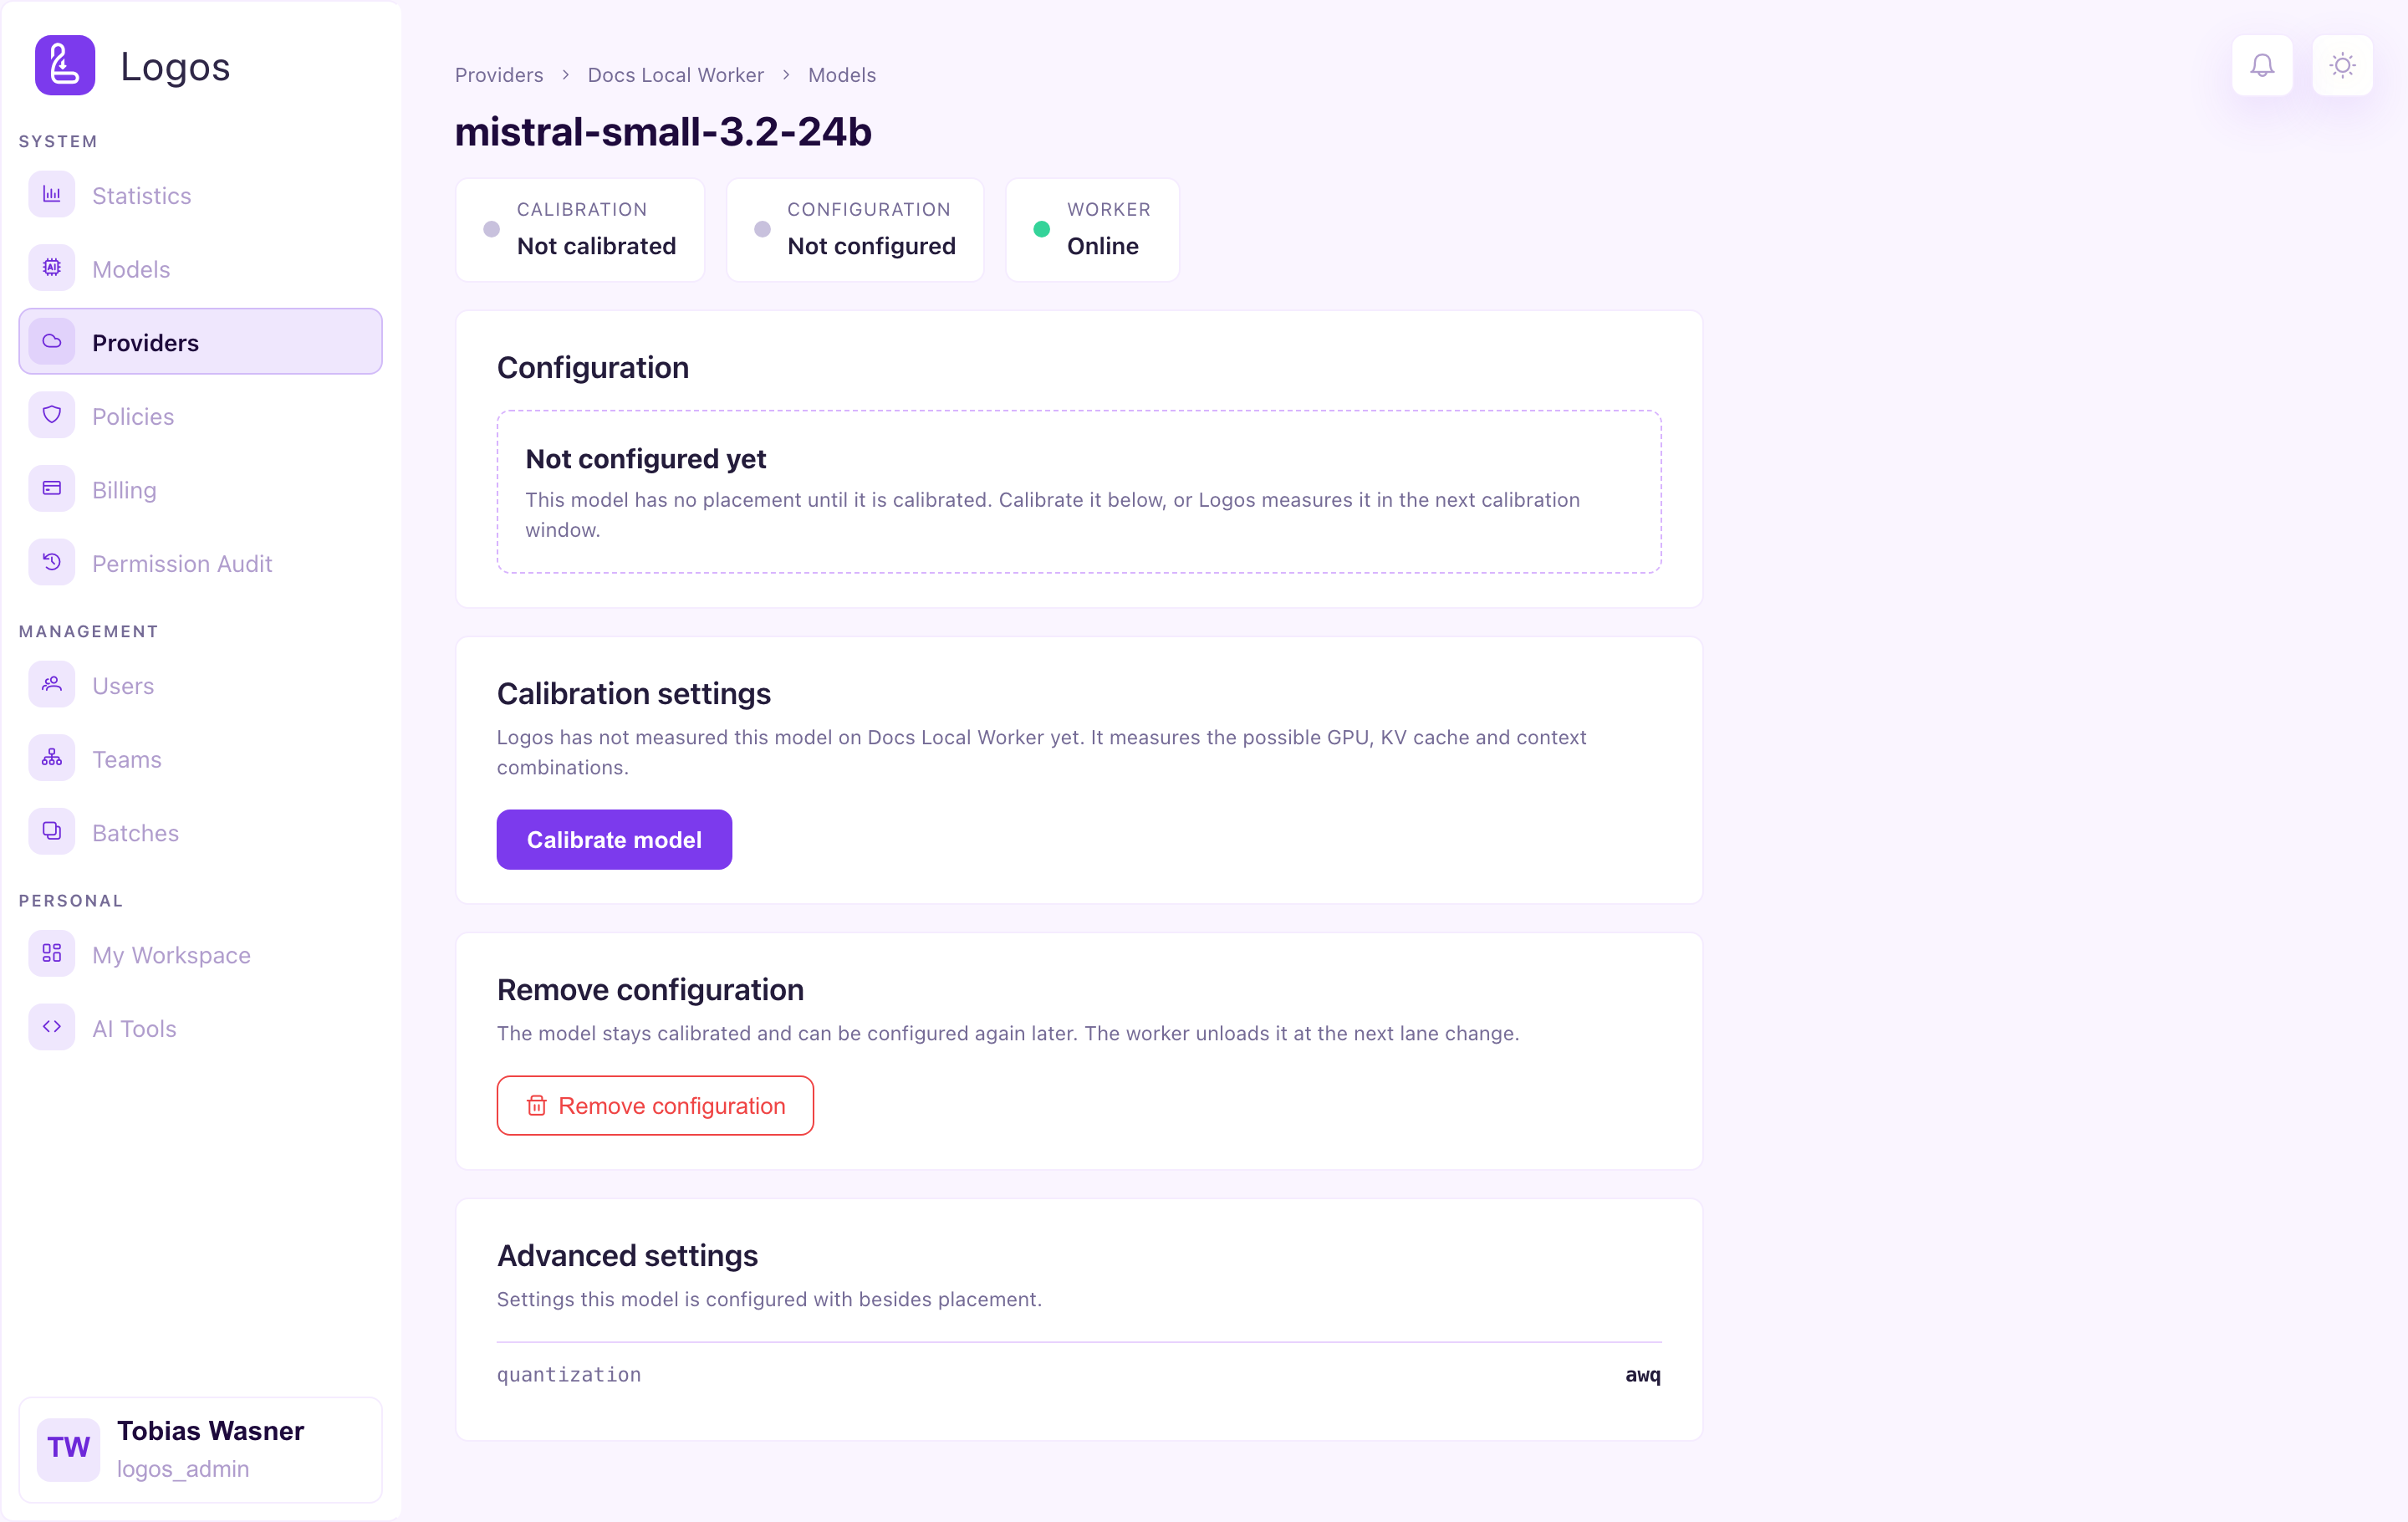 Logos
SYSTEM
Statistics
Models
Providers
Policies
Billing
Permission Audit
MANAGEMENT
Users
Teams
Batches
PERSONAL
My Workspace
AI Tools
TW
Tobias Wasner
logos_admin
Providers > Docs Local Worker > Models
mistral-small-3.2-24b
CALIBRATION
Not calibrated
CONFIGURATION
Not configured
WORKER
Online
Configuration
Not configured yet
This model has no placement until it is calibrated. Calibrate it below, or Logos measures it in the next calibration
window.
Calibration settings
Logos has not measured this model on Docs Local Worker yet. It measures the possible GPU, KV cache and context
combinations.
Calibrate model
Remove configuration
The model stays calibrated and can be configured again later. The worker unloads it at the next lane change.
Remove configuration
Advanced settings
Settings this model is configured with besides placement.
quantization awq